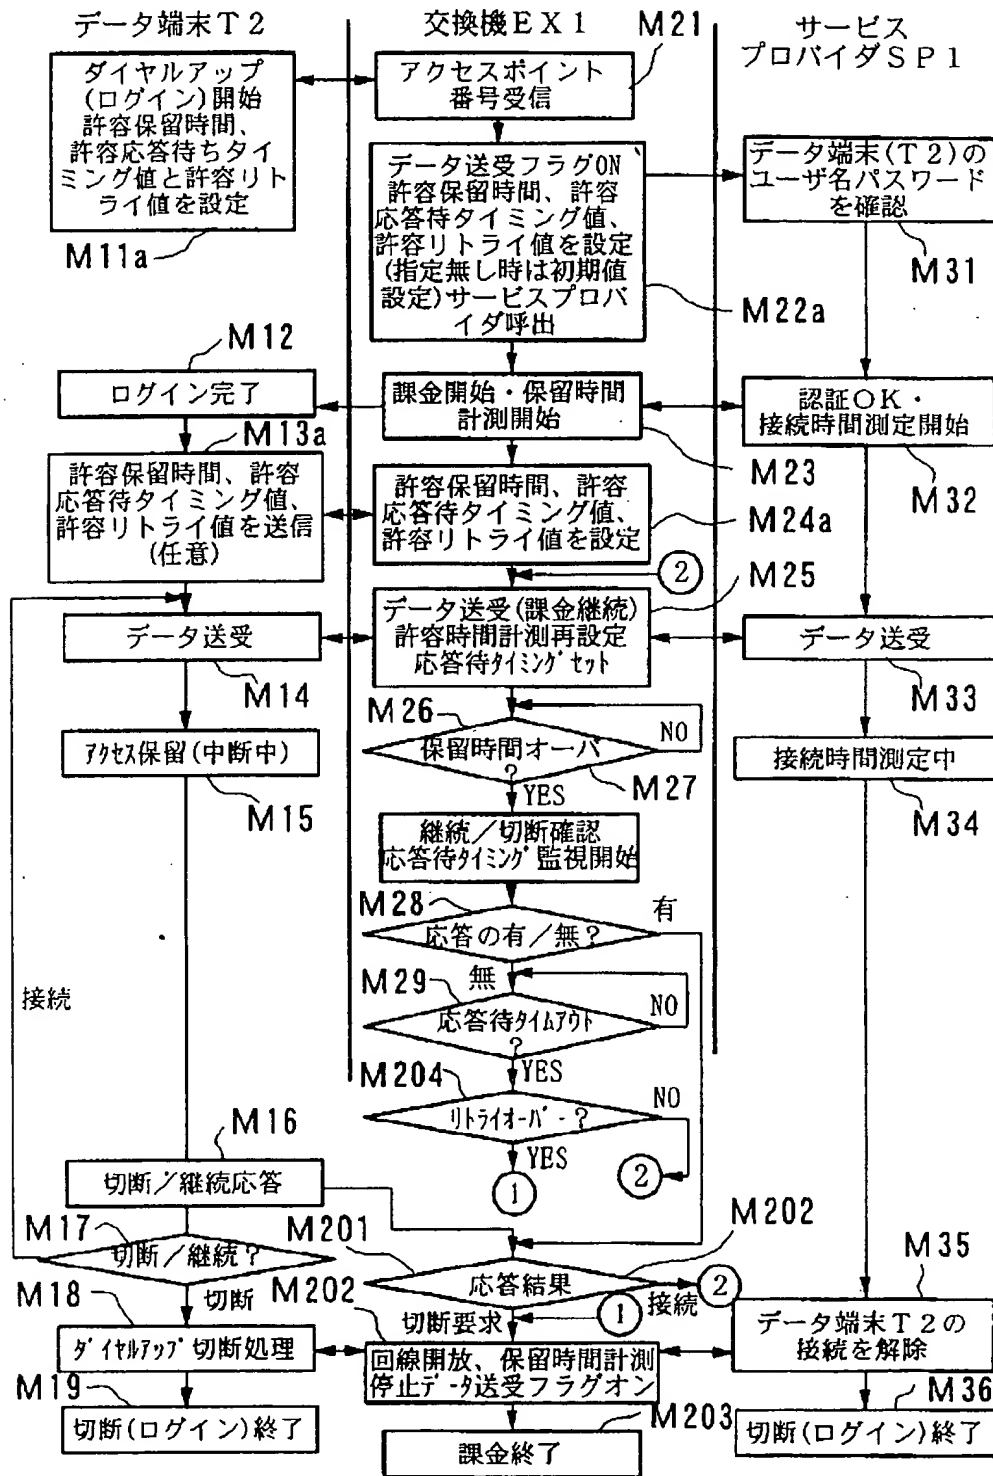 データ端末T2
交換機EX1
サービス
プロバイダSP1
ダイヤルアップ
(ログイン)開始
許容保留時間、
許容応答待ちタイ
ミング値と許容リト
ライ値を設定
M11a
アクセスポイント
番号受信
M21
データ送受フラグON
許容保留時間、許容
応答待タイミング値、
許容リトライ値を設定
(指定無し時は初期値
設定)サービスプロバ
イダ呼出
M22a
データ端末(T2)の
ユーザ名パスワード
を確認
M31
M12
ログイン完了
課金開始・保留時間
計測開始
M23
認証OK・
接続時間測定開始
M32
M13a
許容保留時間、許容
応答待タイミング値、
許容リトライ値を送信
(任意)
許容保留時間、許容
応答待タイミング値、
許容リトライ値を設定
M24a
②
M25
データ送受
M14
データ送受(課金継続)
許容時間計測再設定
応答待タイミングセット
データ送受
M33
アクセス保留(中断中)
M15
M26
保留時間オーバ
?
NO
M27
YES
接続時間測定中
M34
継続/切断確認
応答待タイミング監視開始
M28
応答の有/無?
有
無
M29
応答待タイムアウト
?
NO
YES
接続
M204
リトライオーバ-?
NO
YES
①
②
M16
切断/継続応答
M17
切断/継続?
切断
M201
応答結果
M202
②
接続
①
切断要求
M18
ダイヤルアップ切断処理
M202
回線開放、保留時間計測
停止データ送受フラグオン
M35
データ端末T2の
接続を解除
M19
切断(ログイン)終了
M203
課金終了
M36
切断(ログイン)終了